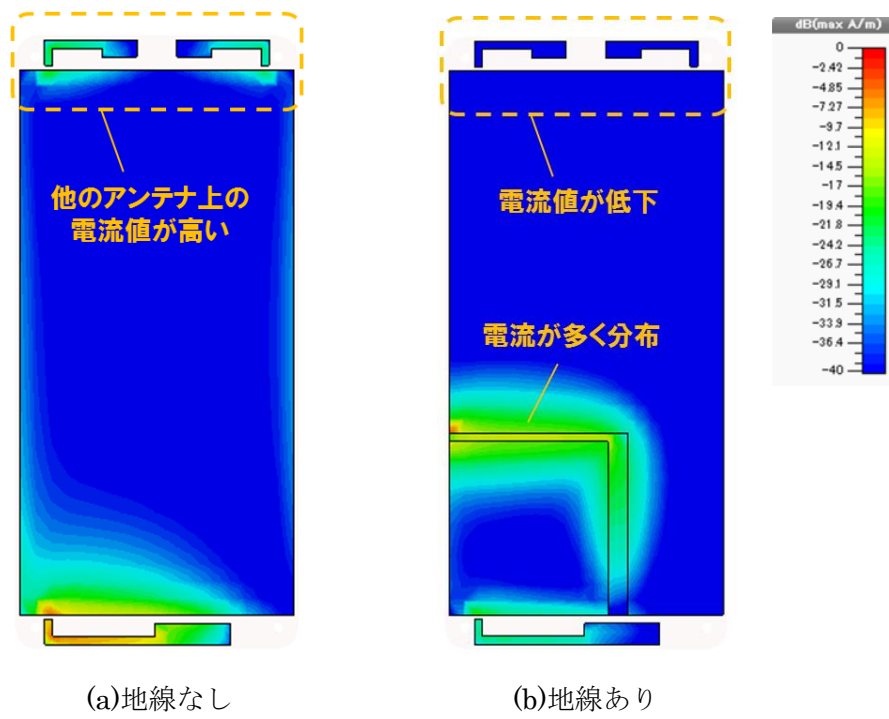 dB(max A/m)
0
-2.42
-4.85
-7.27
-9.7
-12.1
-14.5
-17
-19.4
-21.8
-24.2
-26.7
-29.1
-31.5
-33.9
-36.4
-40
他のアンテナ上の
電流値が高い
電流値が低下
電流が多く分布
(a)地線なし
(b)地線あり